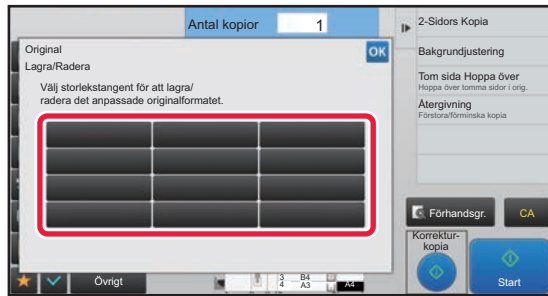 Antal kopior 1
Original
OK
Lagra/Radera
Välj storlekstangent för att lagra/
radera det anpassade originalformatet.
2-Sidors Kopia
Bakgrundjustering
Tom sida Hoppa över
Hoppa över tomma sidor i orig.
Återgivning
Förstora/förminska kopia
Förhandsgr.
CA
Korrektur-
kopia
Start
Övrigt
3 B4
4 A3
A4